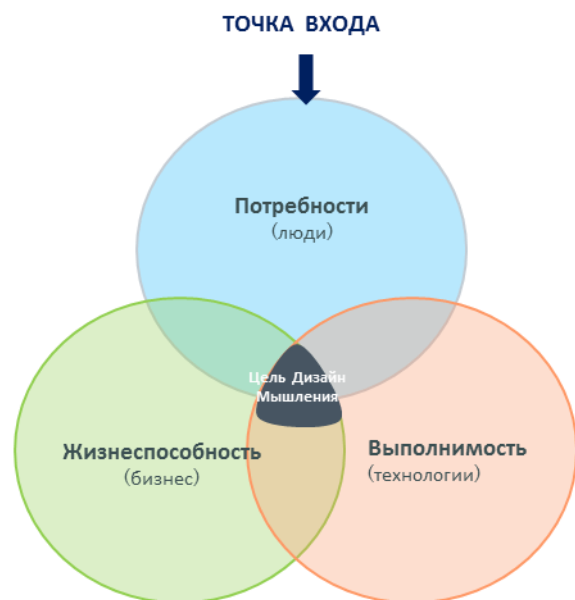 ТОЧКА ВХОДА
Потребности
(люди)
Цель Дизайн
Мышления
Жизнеспособность
(бизнес)
Выполнимость
(технологии)